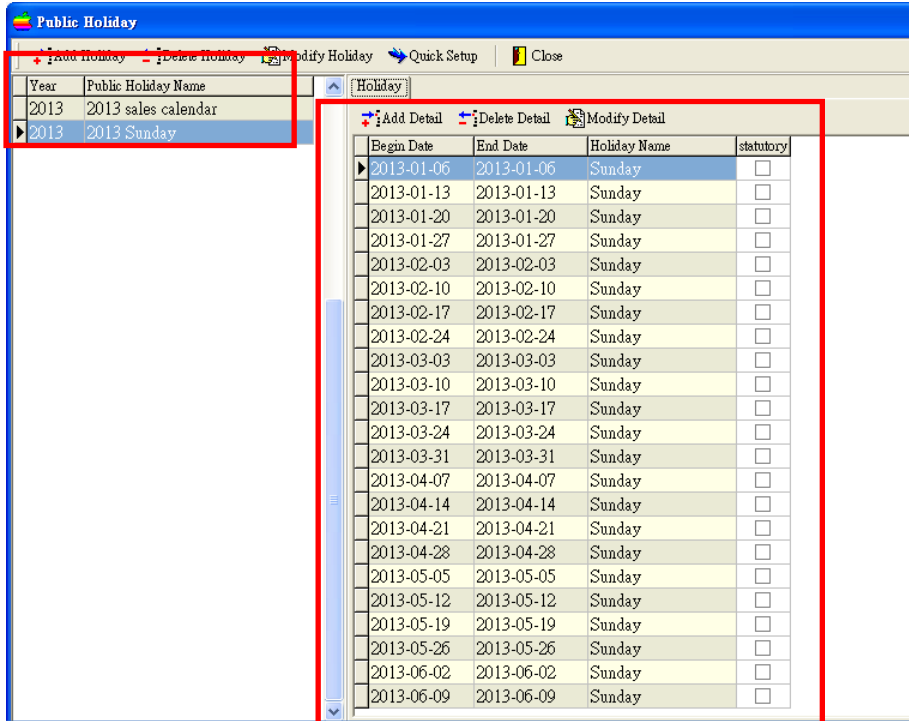 Public Holiday
Add Holiday Delete Holiday Modify Holiday Quick Setup Close
Year Public Holiday Name
2013 2013 sales calendar
2013 2013 Sunday
Holiday
Add Detail Delete Detail Modify Detail
Begin Date End Date Holiday Name statutory
2013-01-06 2013-01-06 Sunday
2013-01-13 2013-01-13 Sunday
2013-01-20 2013-01-20 Sunday
2013-01-27 2013-01-27 Sunday
2013-02-03 2013-02-03 Sunday
2013-02-10 2013-02-10 Sunday
2013-02-17 2013-02-17 Sunday
2013-02-24 2013-02-24 Sunday
2013-03-03 2013-03-03 Sunday
2013-03-10 2013-03-10 Sunday
2013-03-17 2013-03-17 Sunday
2013-03-24 2013-03-24 Sunday
2013-03-31 2013-03-31 Sunday
2013-04-07 2013-04-07 Sunday
2013-04-14 2013-04-14 Sunday
2013-04-21 2013-04-21 Sunday
2013-04-28 2013-04-28 Sunday
2013-05-05 2013-05-05 Sunday
2013-05-12 2013-05-12 Sunday
2013-05-19 2013-05-19 Sunday
2013-05-26 2013-05-26 Sunday
2013-06-02 2013-06-02 Sunday
2013-06-09 2013-06-09 Sunday